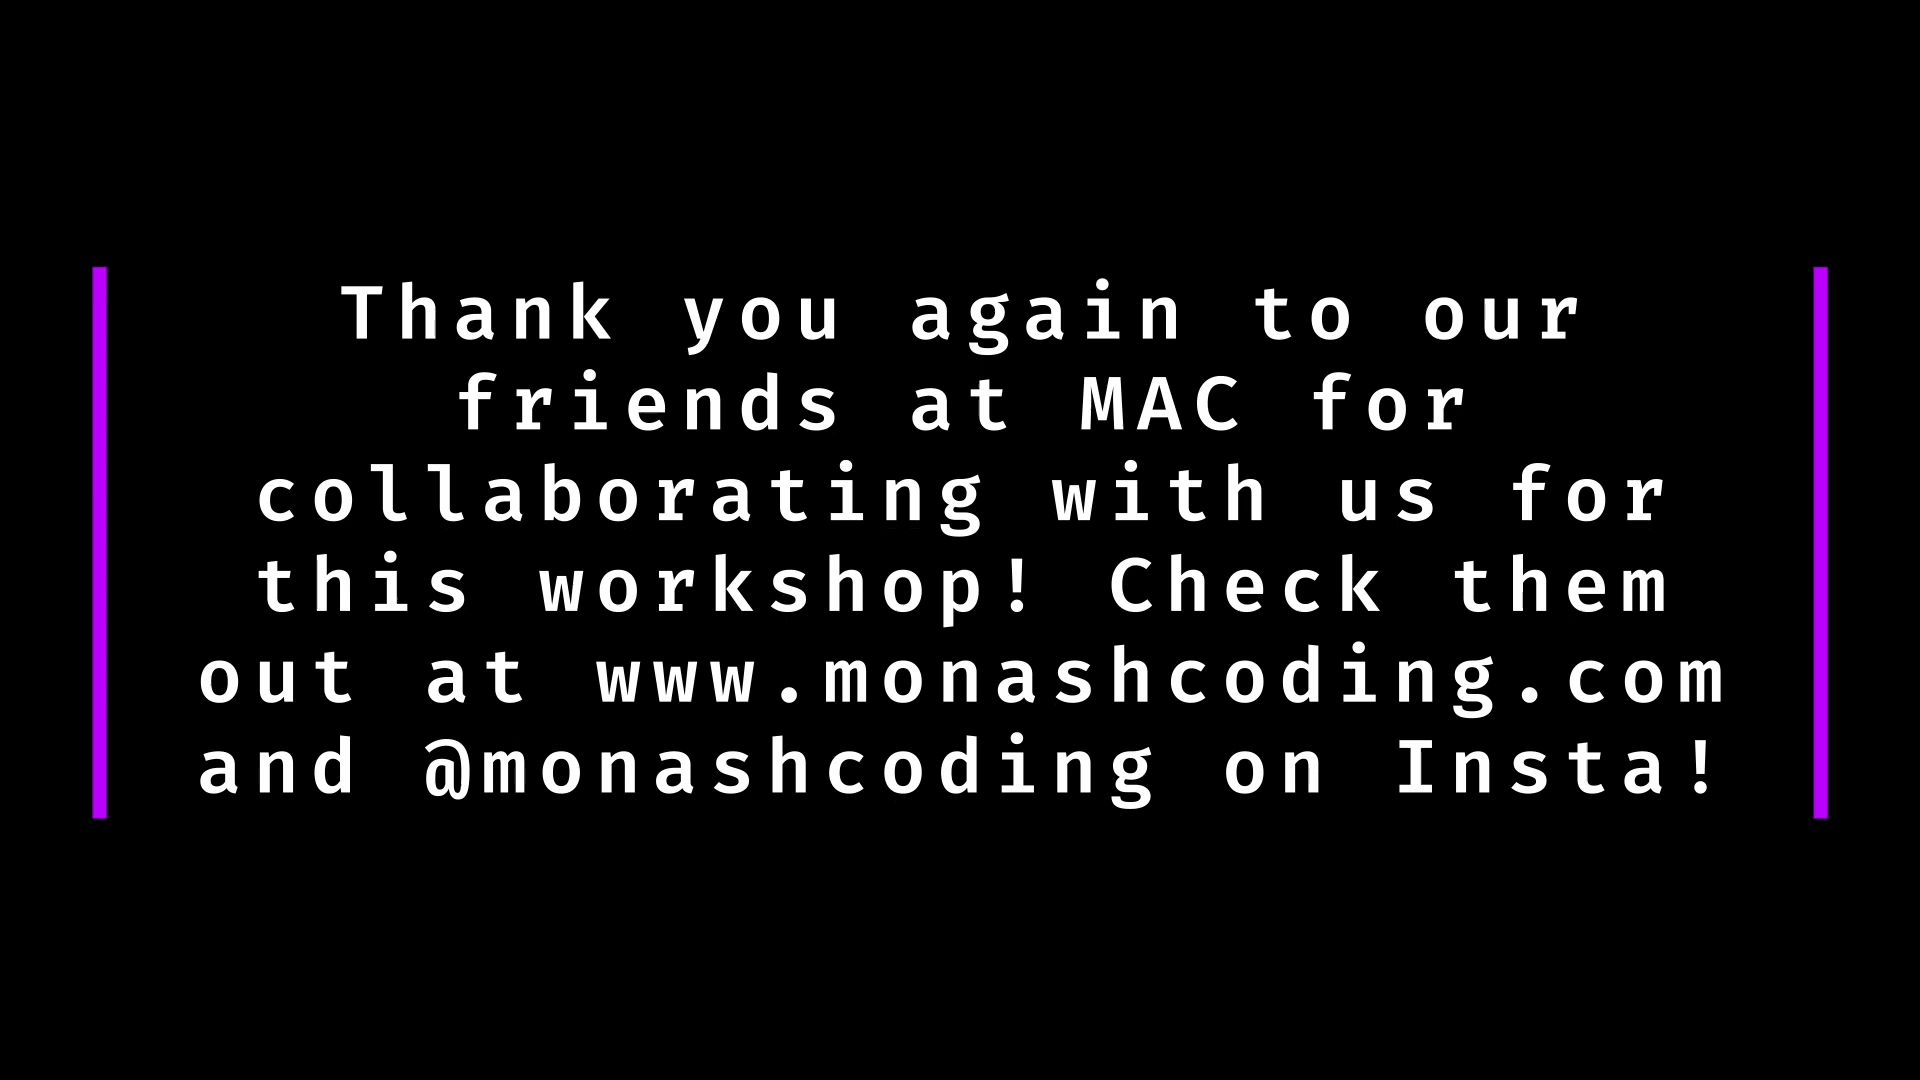 Thank you again to our
friends at MAC for
collaborating with us for
this workshop! Check them
out at www.monashcoding.com
and @monashcoding on Insta!